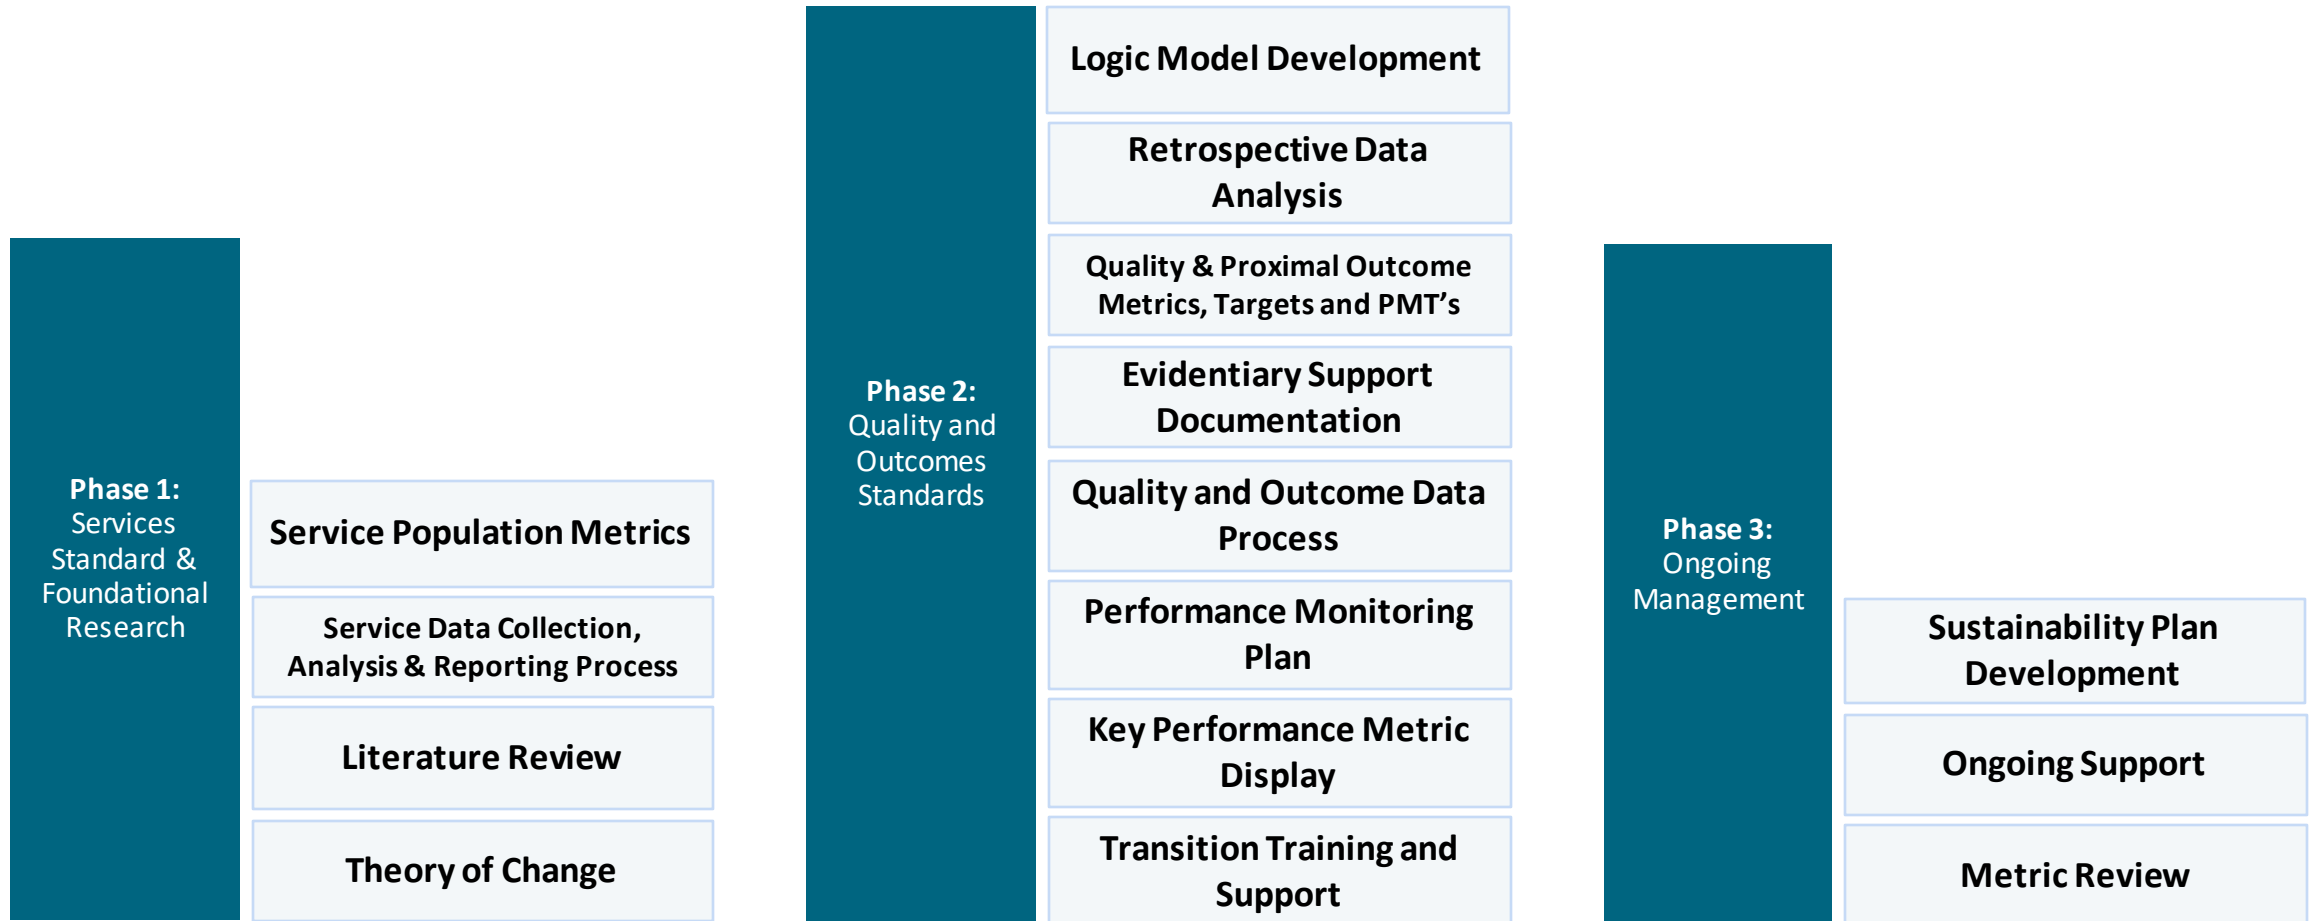 Phase 1:
Services
Standard &
Foundational
Research
Service Population Metrics
Service Data Collection,
Analysis & Reporting Process
Literature Review
Theory of Change
Phase 2:
Quality and
Outcomes
Standards
Logic Model Development
Retrospective Data
Analysis
Quality & Proximal Outcome
Metrics, Targets and PMT’s
Evidentiary Support
Documentation
Quality and Outcome Data
Process
Performance Monitoring
Plan
Key Performance Metric
Display
Transition Training and
Support
Phase 3:
Ongoing
Management
Sustainability Plan
Development
Ongoing Support
Metric Review